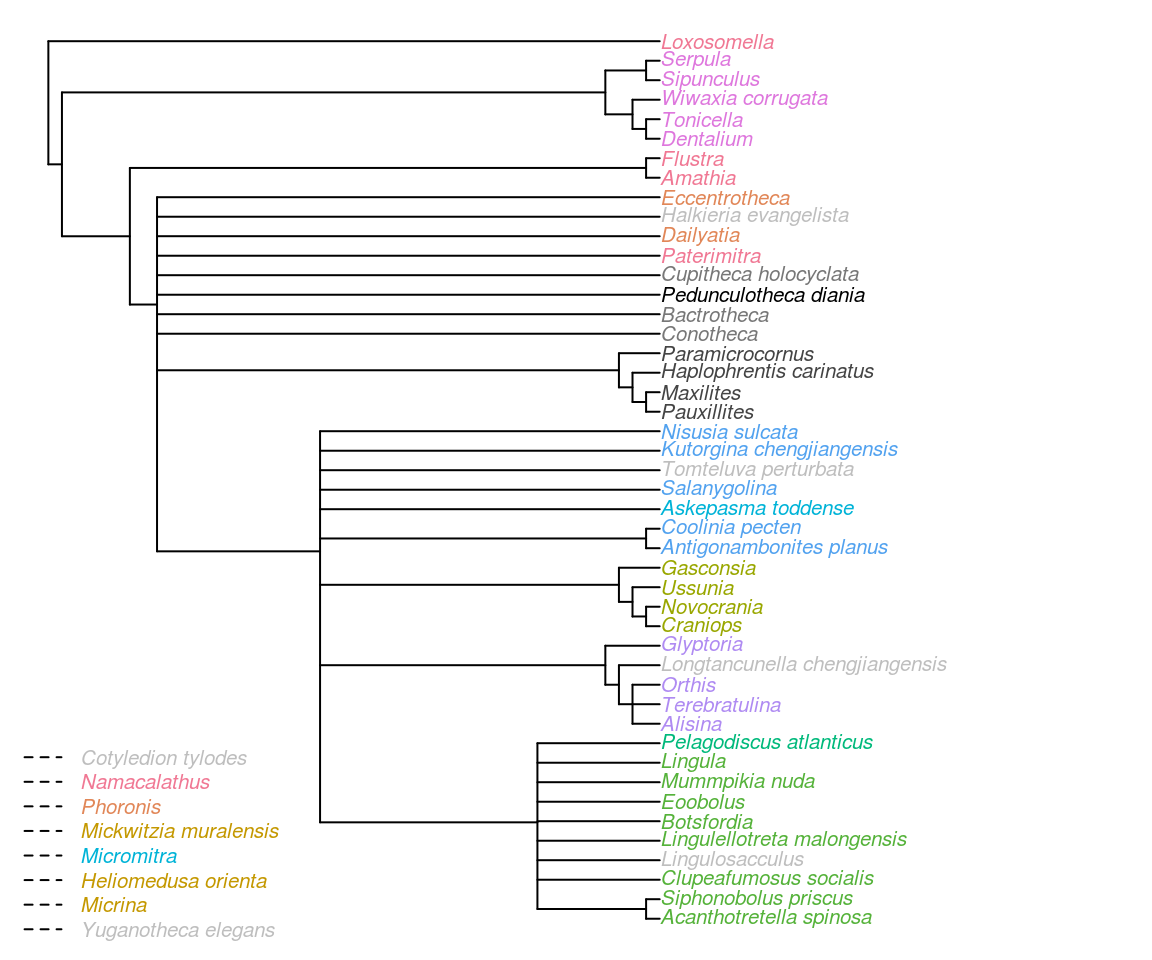 Loxosomella
Serpula
Sipunculus
Wiwaxia corrugata
Tonicella
Dentalium
Flustra
Amathia
Eccentrotheca
Halkieria evangelista
Dailyatia
Paterimitra
Cupitheca holocyclata
Pedunculotheca diania
Bactrotheca
Conotheca
Paramicrocornus
Haplophrentis carinatus
Maxilites
Pauxillites
Nisusia sulcata
Kutorgina chengjiangensis
Tomteluva perturbata
Salanygolina
Askepasma toddense
Coolinia pecten
Antigonambonites planus
Gasconsia
Ussunia
Novocrania
Craniops
Glyptoria
Longtancunella chengjiangensis
Orthis
Terebratulina
Alisina
Pelagodiscus atlanticus
Lingula
Mummpikia nuda
Eoobolus
Botsfordia
Lingulellotreta malongensis
Lingulosacculus
Clupeafumosus socialis
Siphonobolus priscus
Acanthotretella spinosa
Cotyledion tylodes
Namacalathus
Phoronis
Mickwitzia muralensis
Micromitra
Heliomedusa orienta
Micrina
Yuganotheca elegans